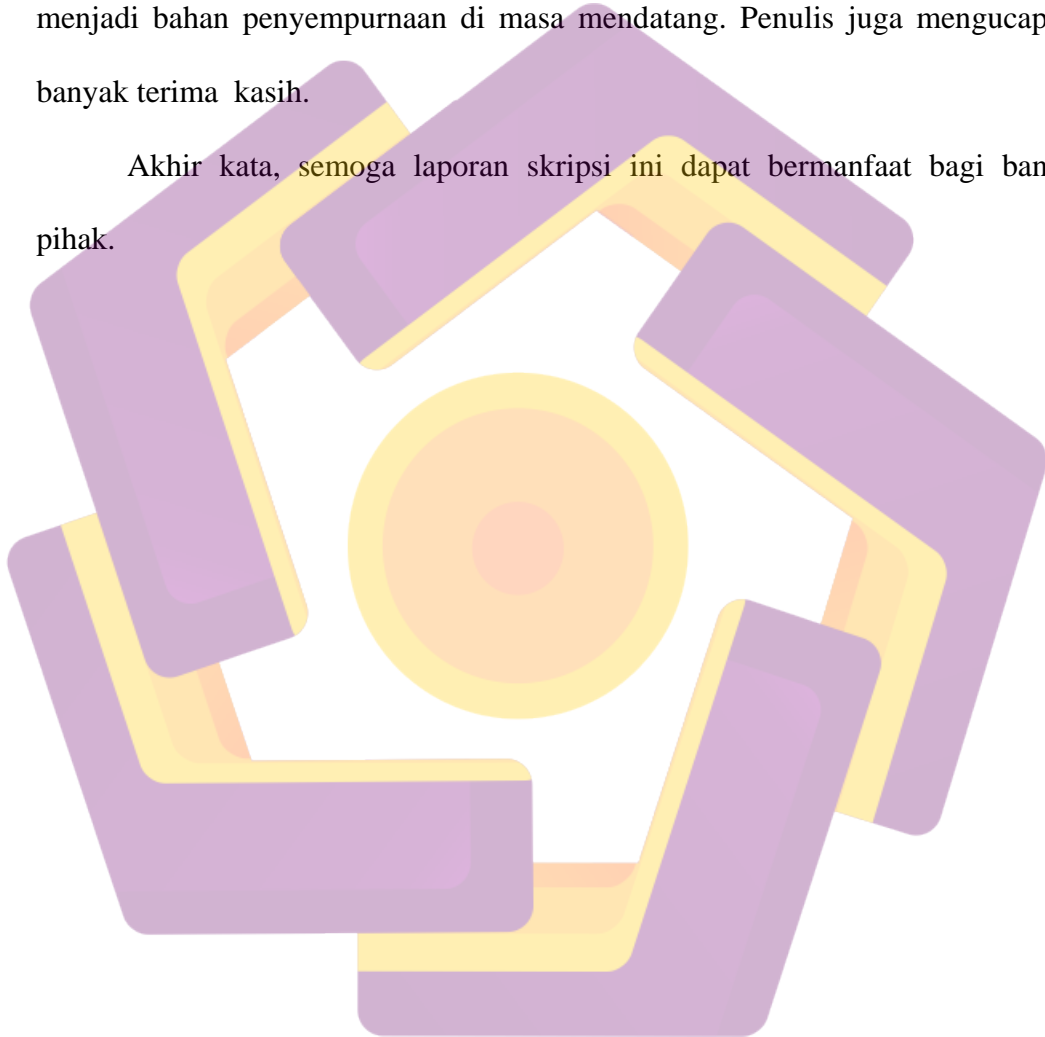 menjadi bahan penyempurnaan di masa mendatang. Penulis juga mengucap
banyak terima kasih.
Akhir kata, semoga laporan skripsi ini dapat bermanfaat bagi ban
pihak.